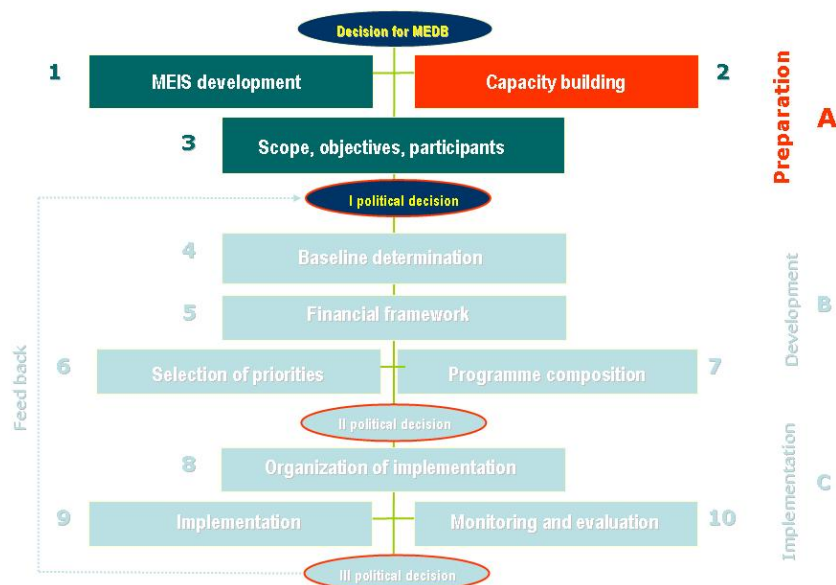 Decision for MEDB
1
MEIS development
Capacity building
2
3
Scope, objectives, participants
I political decision
Preparation
A
4
Baseline determination
5
Financial framework
6
Selection of priorities
Programme composition
7
II political decision
Development
B
8
Organization of implementation
9
Implementation
Monitoring and evaluation
10
III political decision
Implementation
C
Feed back